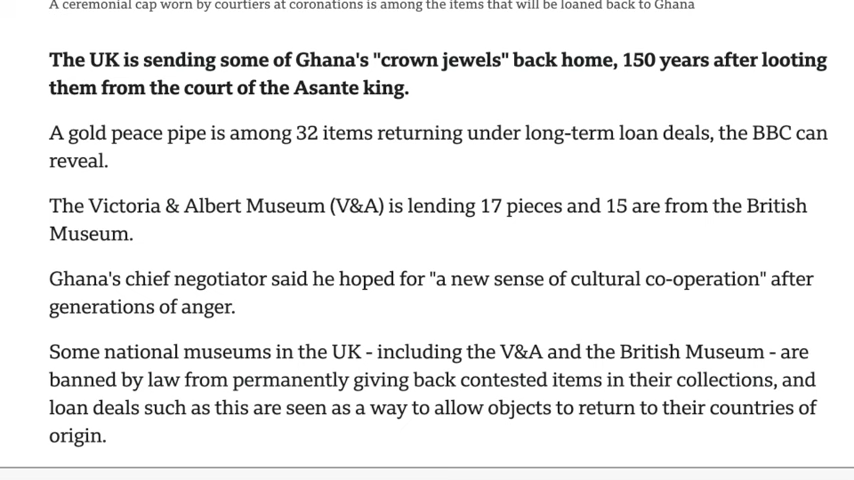 A ceremonial cap worn by courtiers at coronations is among the items that will be loaned back to Ghana
The UK is sending some of Ghana's "crown jewels" back home, 150 years after looting
them from the court of the Asante king.
A gold peace pipe is among 32 items returning under long-term loan deals, the BBC can
reveal.
The Victoria & Albert Museum (V&A) is lending 17 pieces and 15 are from the British
Museum.
Ghana's chief negotiator said he hoped for "a new sense of cultural co-operation" after
generations of anger.
Some national museums in the UK - including the V&A and the British Museum - are
banned by law from permanently giving back contested items in their collections, and
loan deals such as this are seen as a way to allow objects to return to their countries of
origin.